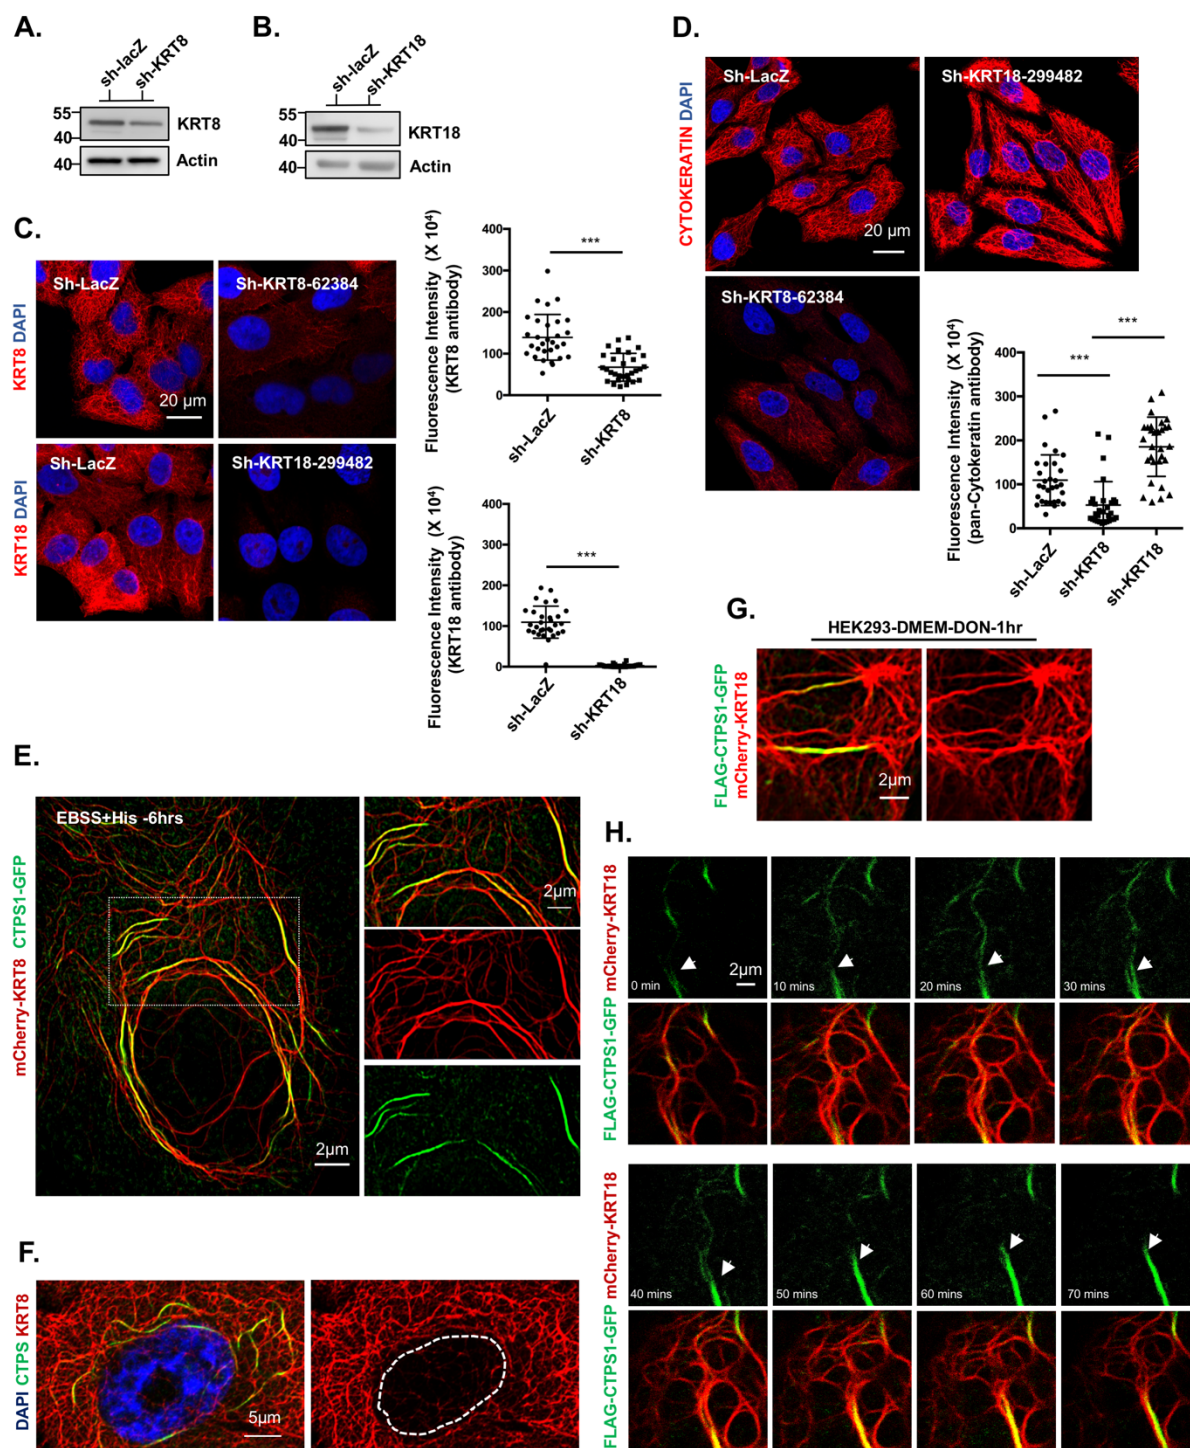 A.
sh-lacZ
sh-KRT8
55
40
KRT8
40
Actin
B.
sh-lacZ
sh-KRT18
55
40
KRT18
40
Actin
C.
KRT8 DAPI
Sh-LacZ
20 µm
Sh-KRT8-62384
KRT18 DAPI
Sh-LacZ
Sh-KRT18-299482
Fluorescence Intensity (X 10⁴)
(KRT8 antibody)
400
300
200
100
0
***
sh-LacZ
sh-KRT8
Fluorescence Intensity (X 10⁴)
(KRT18 antibody)
400
300
200
100
0
***
sh-LacZ
sh-KRT18
D.
CYTOKERATIN DAPI
Sh-LacZ
20 µm
Sh-KRT18-299482
Sh-KRT8-62384
Fluorescence Intensity (X 10⁴)
(pan-Cytokeratin antibody)
400
300
200
100
0
***
***
sh-LacZ
sh-KRT8
sh-KRT18
E.
mCherry-KRT8 CTPS1-GFP
EBSS+His -6hrs
2µm
2µm
F.
DAPI CTPS KRT8
5µm
G.
HEK293-DMEM-DON-1hr
FLAG-CTPS1-GFP
mCherry-KRT18
2µm
H.
FLAG-CTPS1-GFP mCherry-KRT18
0 min
2µm
10 mins
20 mins
30 mins
FLAG-CTPS1-GFP mCherry-KRT18
40 mins
50 mins
60 mins
70 mins